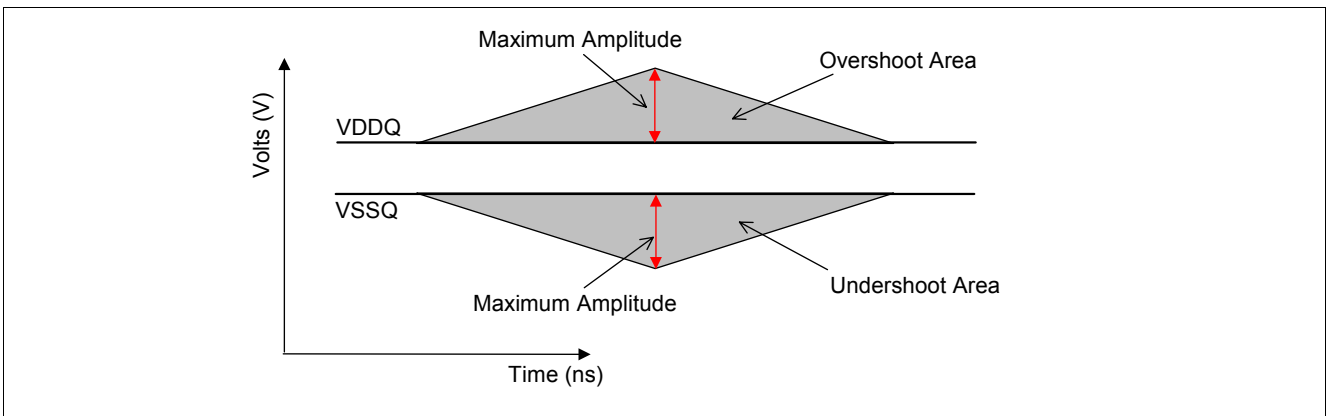 Maximum Amplitude
Overshoot Area
Volts (V)
VDDQ
VSSQ
Undershoot Area
Maximum Amplitude
Time (ns)